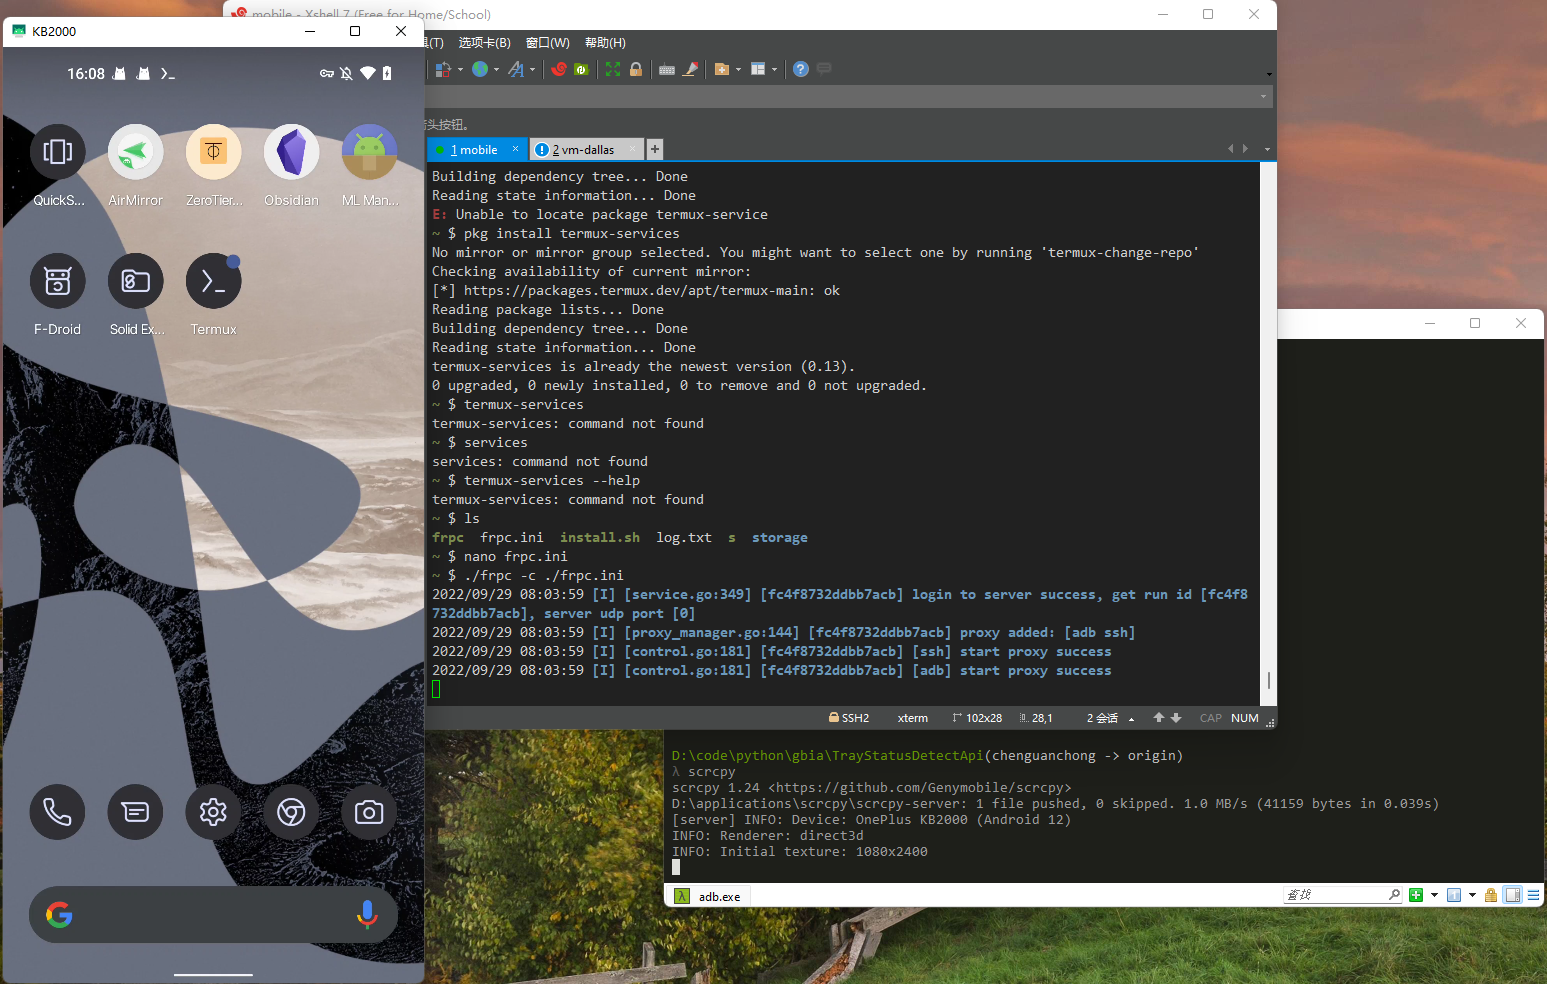 mobile - Xshell 7 (Free for Home/School)
KB2000
(T) 选项卡(B) 窗口(W) 帮助(H)
16:08
头按钮。
1 mobile
2 vm-dallas
QuickS...
AirMirror
ZeroTier...
Obsidian
ML Man...
F-Droid
Solid Ex...
Termux
Building dependency tree... Done
Reading state information... Done
E: Unable to locate package termux-service
~ $ pkg install termux-services
No mirror or mirror group selected. You might want to select one by running 'termux-change-repo'
Checking availability of current mirror:
[*] https://packages.termux.dev/apt/termux-main: ok
Reading package lists... Done
Building dependency tree... Done
Reading state information... Done
termux-services is already the newest version (0.13).
0 upgraded, 0 newly installed, 0 to remove and 0 not upgraded.
~ $ termux-services
termux-services: command not found
~ $ services
services: command not found
~ $ termux-services --help
termux-services: command not found
~ $ ls
frpc frpc.ini install.sh log.txt s storage
~ $ nano frpc.ini
~ $ ./frpc -c ./frpc.ini
2022/09/29 08:03:59 [I] [service.go:349] [fc4f8732ddbb7acb] login to server success, get run id [fc4f8
732ddbb7acb], server udp port [0]
2022/09/29 08:03:59 [I] [proxy_manager.go:144] [fc4f8732ddbb7acb] proxy added: [adb ssh]
2022/09/29 08:03:59 [I] [control.go:181] [fc4f8732ddbb7acb] [ssh] start proxy success
2022/09/29 08:03:59 [I] [control.go:181] [fc4f8732ddbb7acb] [adb] start proxy success
SSH2 xterm 102x28 28,1 2 会话 CAP NUM
D:\code\python\gbia\TrayStatusDetectApi(chenguanchong -> origin)
λ scrcpy
scrcpy 1.24 <https://github.com/Genymobile/scrcpy>
D:\applications\scrcpy\scrcpy-server: 1 file pushed, 0 skipped. 1.0 MB/s (41159 bytes in 0.039s)
[server] INFO: Device: OnePlus KB2000 (Android 12)
INFO: Renderer: direct3d
INFO: Initial texture: 1080x2400
λ adb.exe
查找